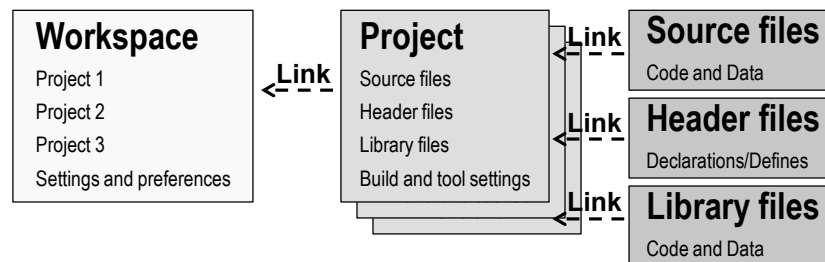 Workspace
Project 1
Project 2
Project 3
Settings and preferences
Link
Project
Source files
Header files
Library files
Build and tool settings
Link
Source files
Code and Data
Link
Header files
Declarations/Defines
Link
Library files
Code and Data